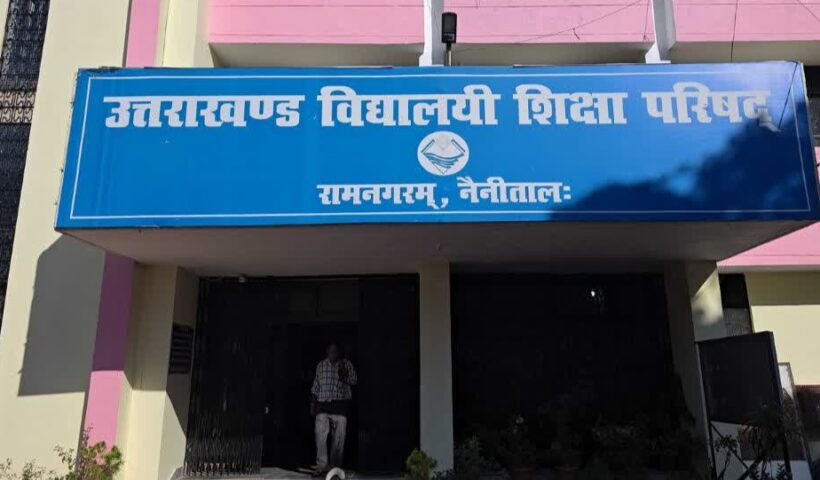 उत्तराखण्ड विद्यालयी शिक्षा परिषद्
रामनगरम्, नैनीतालः